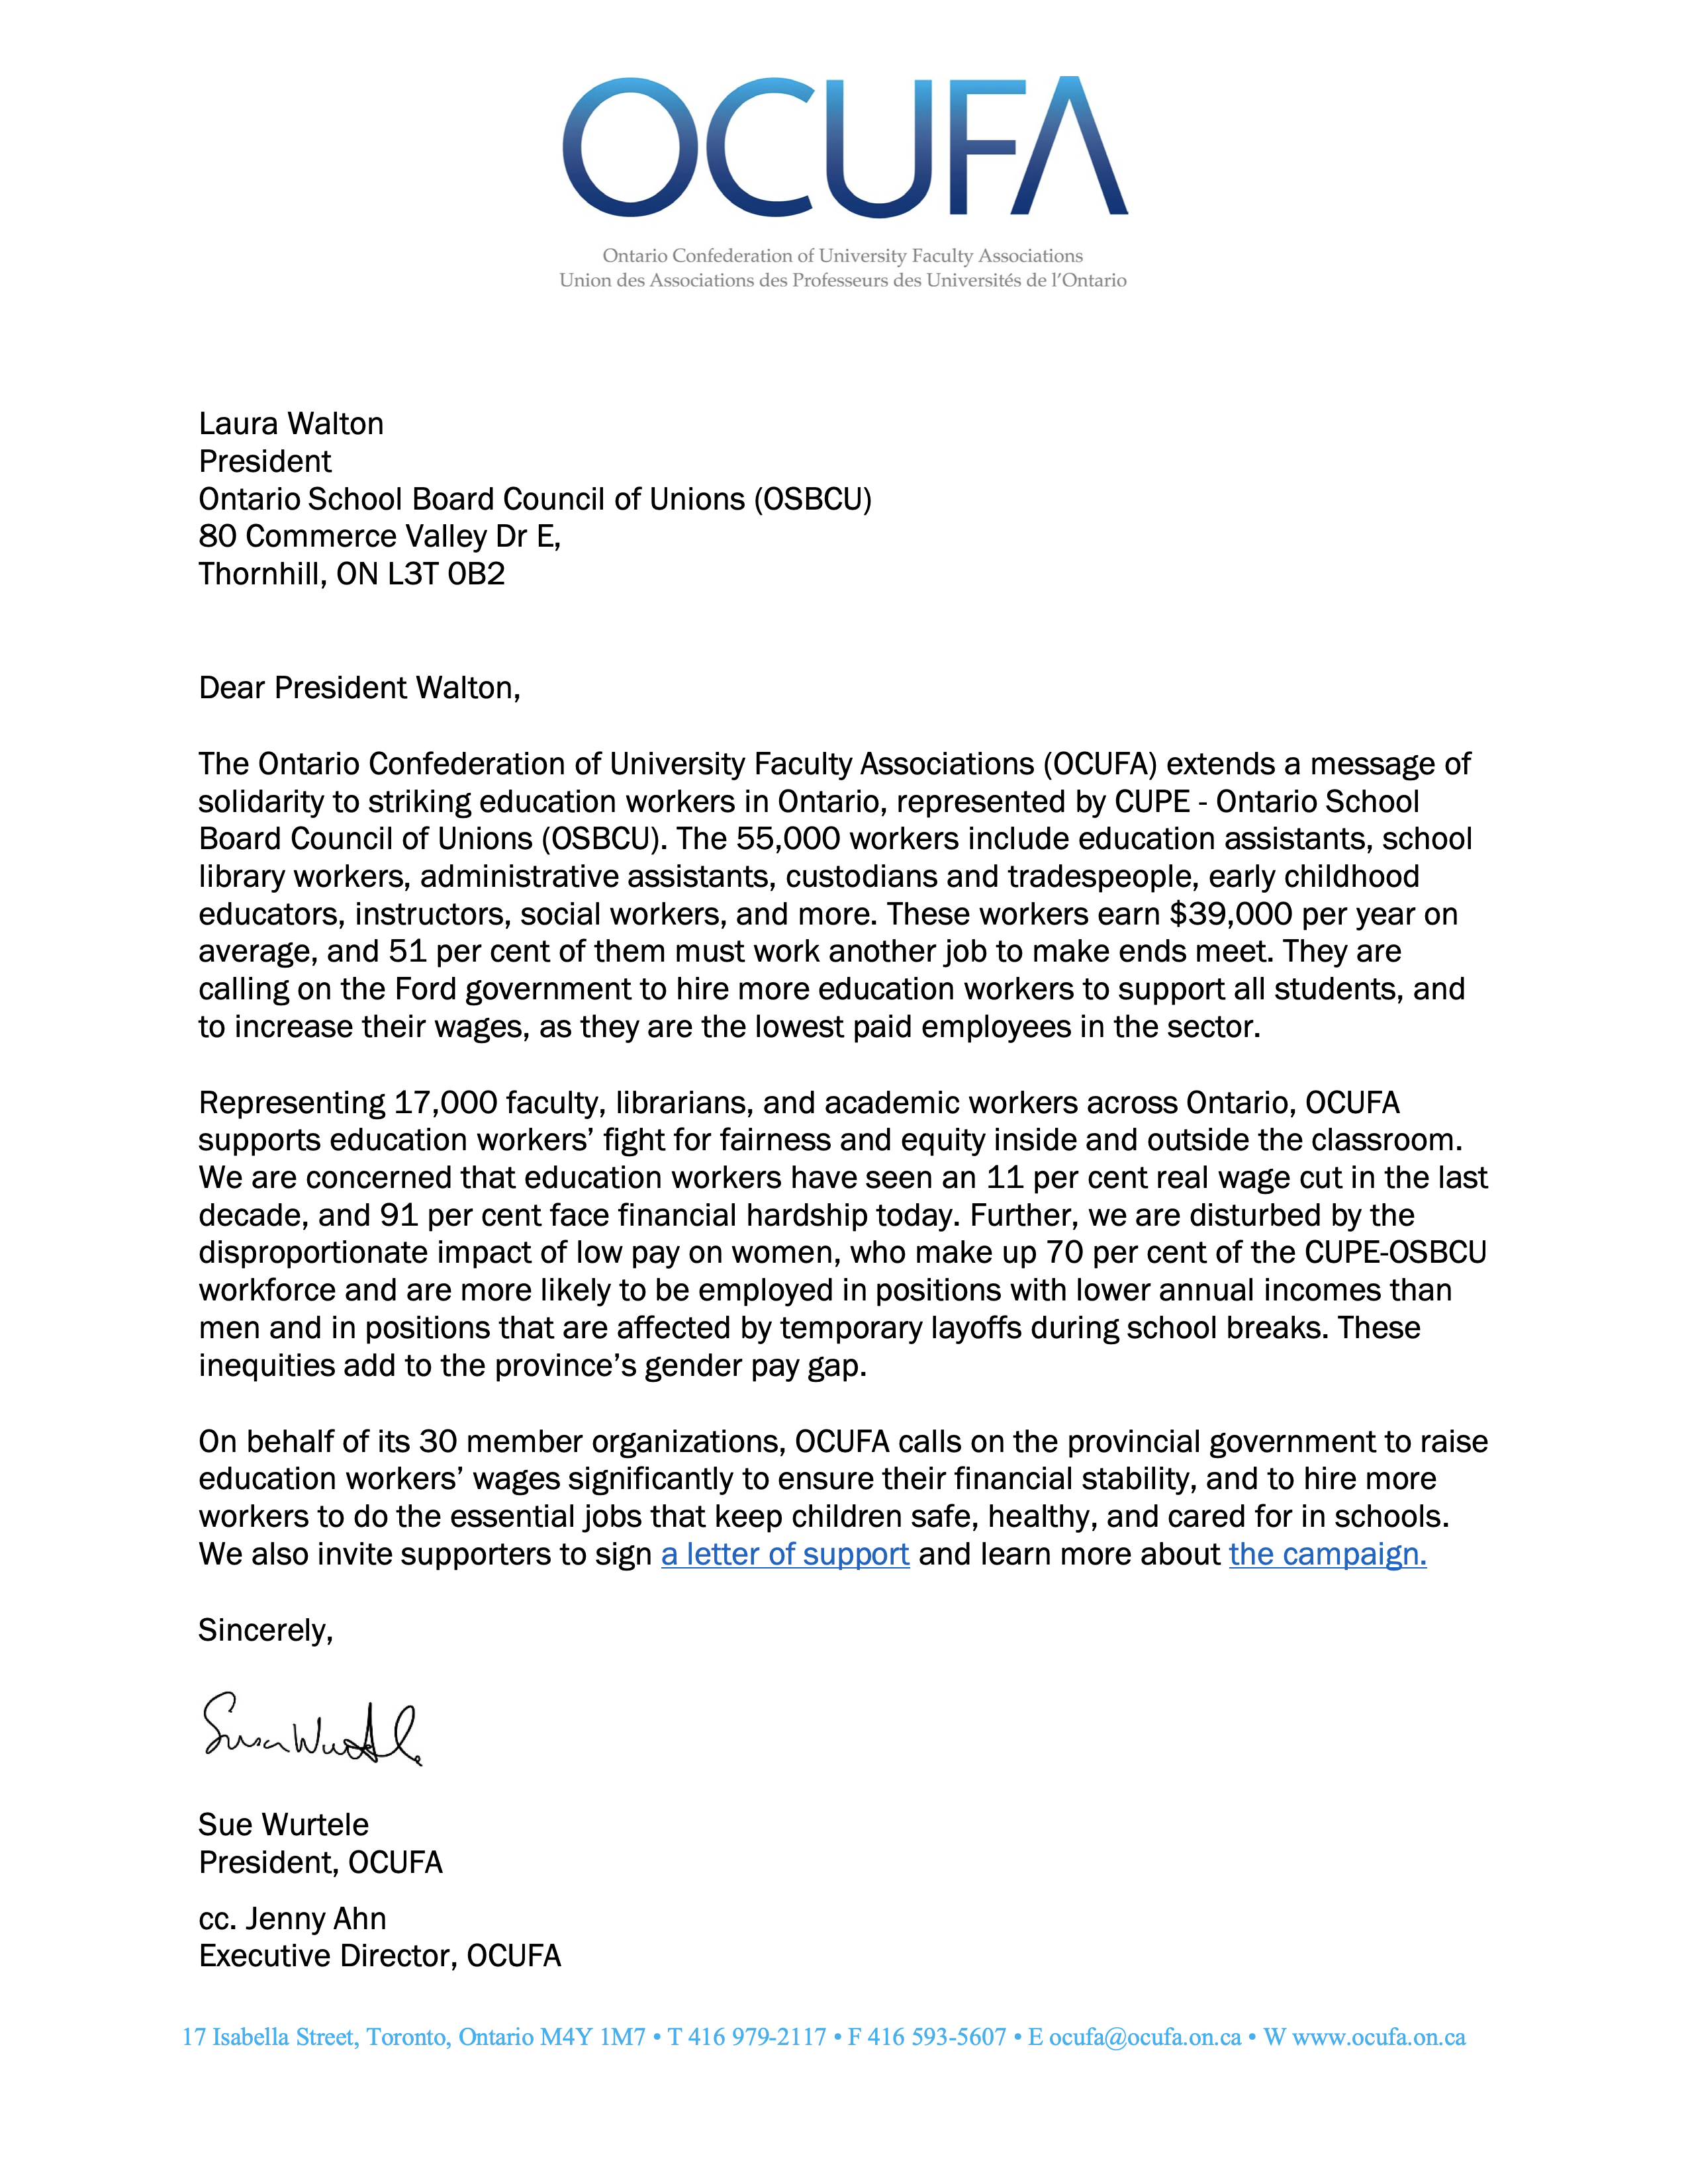 OCUFA
Ontario Confederation of University Faculty Associations
Union des Associations des Professeurs des Universités de l’Ontario
Laura Walton
President
Ontario School Board Council of Unions (OSBCU)
80 Commerce Valley Dr E,
Thornhill, ON L3T 0B2
Dear President Walton,
The Ontario Confederation of University Faculty Associations (OCUFA) extends a message of
solidarity to striking education workers in Ontario, represented by CUPE - Ontario School
Board Council of Unions (OSBCU). The 55,000 workers include education assistants, school
library workers, administrative assistants, custodians and tradespeople, early childhood
educators, instructors, social workers, and more. These workers earn $39,000 per year on
average, and 51 per cent of them must work another job to make ends meet. They are
calling on the Ford government to hire more education workers to support all students, and
to increase their wages, as they are the lowest paid employees in the sector.
Representing 17,000 faculty, librarians, and academic workers across Ontario, OCUFA
supports education workers’ fight for fairness and equity inside and outside the classroom.
We are concerned that education workers have seen an 11 per cent real wage cut in the last
decade, and 91 per cent face financial hardship today. Further, we are disturbed by the
disproportionate impact of low pay on women, who make up 70 per cent of the CUPE-OSBCU
workforce and are more likely to be employed in positions with lower annual incomes than
men and in positions that are affected by temporary layoffs during school breaks. These
inequities add to the province’s gender pay gap.
On behalf of its 30 member organizations, OCUFA calls on the provincial government to raise
education workers’ wages significantly to ensure their financial stability, and to hire more
workers to do the essential jobs that keep children safe, healthy, and cared for in schools.
We also invite supporters to sign a letter of support and learn more about the campaign.
Sincerely,
Sue Wurtele
President, OCUFA
cc. Jenny Ahn
Executive Director, OCUFA
17 Isabella Street, Toronto, Ontario M4Y 1M7 • T 416 979-2117 • F 416 593-5607 • E ocufa@ocufa.on.ca • W www.ocufa.on.ca